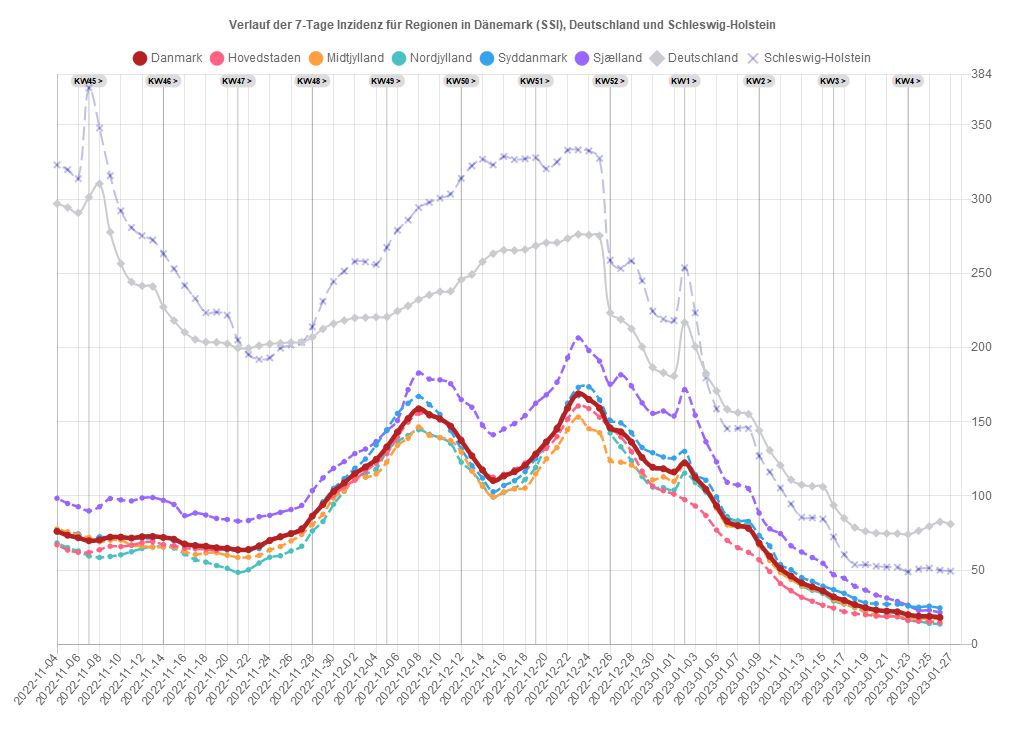 Verlauf der 7-Tage Inzidenz für Regionen in Dänemark (SSI), Deutschland und Schleswig-Holstein
Danmark Hovedstaden Midtjylland Nordjylland Syddanmark Sjælland Deutschland Schleswig-Holstein
KW45 > KW46 > KW47 > KW48 > KW49 > KW50 > KW51 > KW52 > KW1 > KW2 > KW3 > KW4 >
384
350
300
250
200
150
100
50
0
2022-11-04 2022-11-06 2022-11-08 2022-11-10 2022-11-12 2022-11-14 2022-11-16 2022-11-18 2022-11-20 2022-11-22 2022-11-24 2022-11-26 2022-11-28 2022-11-30 2022-12-02 2022-12-04 2022-12-06 2022-12-08 2022-12-10 2022-12-12 2022-12-14 2022-12-16 2022-12-18 2022-12-20 2022-12-22 2022-12-24 2022-12-26 2022-12-28 2022-12-30 2023-01-01 2023-01-03 2023-01-05 2023-01-07 2023-01-09 2023-01-11 2023-01-13 2023-01-15 2023-01-17 2023-01-19 2023-01-21 2023-01-23 2023-01-25 2023-01-27